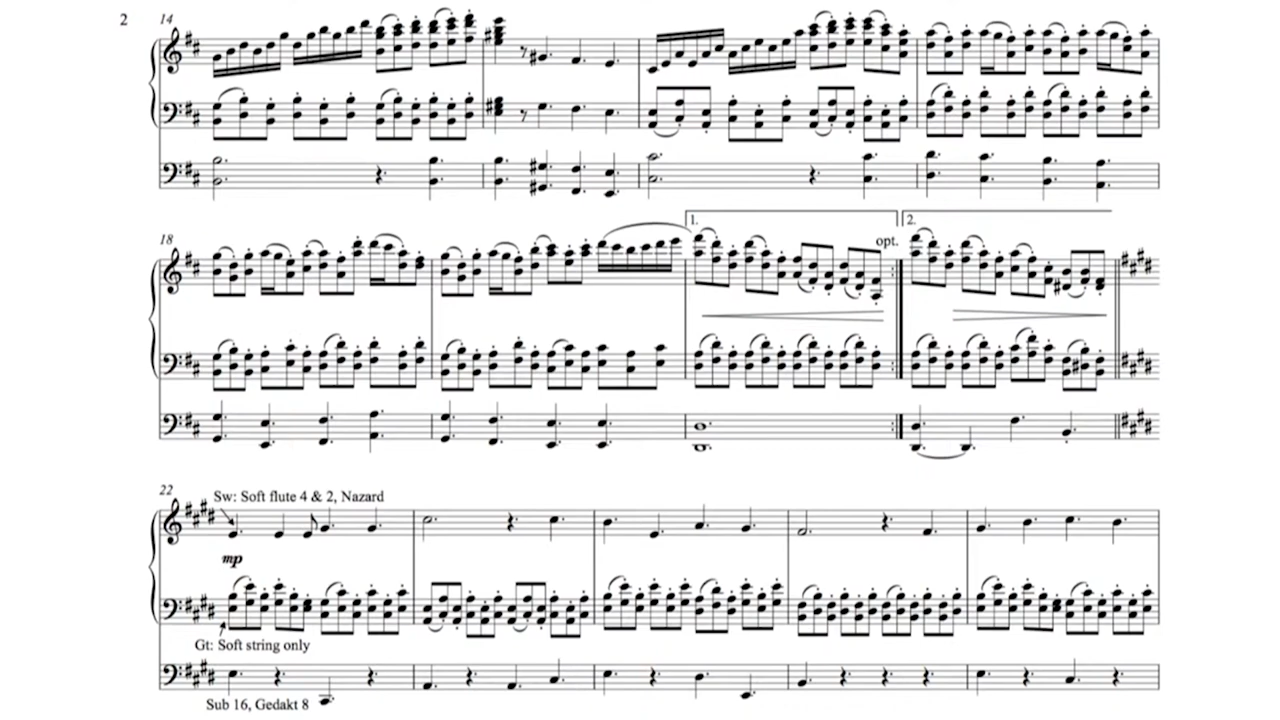 2
14
1.
2.
18
opt.
22
Sw: Soft flute 4 & 2, Nazard
mp
Gt: Soft string only
Sub 16, Gedakt 8